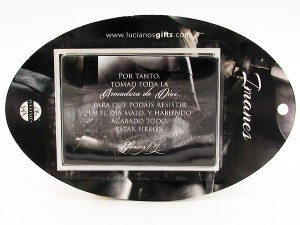 www.lucianosgifts.com
POR TANTO,
TOMAD TODA LA
Armadura de Dios,
PARA QUE PODÁIS RESISTIR
EN EL DÍA MALO, Y HABIENDO
ACABADO TODO,
ESTAR FIRMES.
Imanes